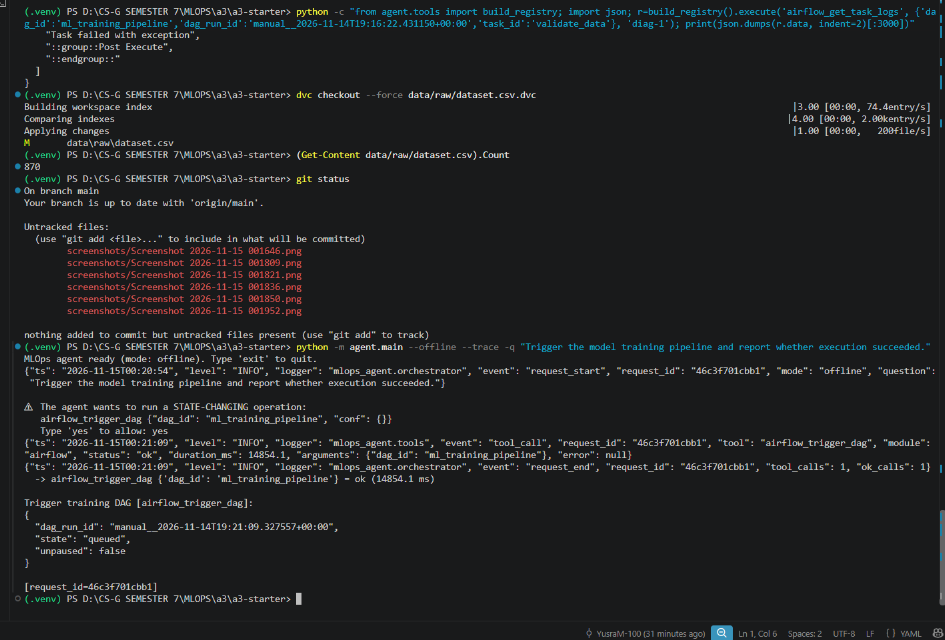 (.venv) PS D:\CS-G SEMESTER 7\MLOPS\a3\a3-starter> python -c "from agent.tools import build_registry; import json; r=build_registry().execute('airflow_get_task_logs', {'da
g_id':'ml_training_pipeline','dag_run_id':'manual__2026-11-14T19:16:22.431150+00:00','task_id':'validate_data'}, 'diag-1'); print(json.dumps(r.data, indent=2)[:3000])"
"Task failed with exception",
"::group::Post Execute",
"::endgroup::"
]
}
(.venv) PS D:\CS-G SEMESTER 7\MLOPS\a3\a3-starter> dvc checkout --force data/raw/dataset.csv.dvc
Building workspace index |3.00 [00:00, 74.4entry/s]
Comparing indexes |4.00 [00:00, 2.00kentry/s]
Applying changes |1.00 [00:00, 200file/s]
M data\raw\dataset.csv
(.venv) PS D:\CS-G SEMESTER 7\MLOPS\a3\a3-starter> (Get-Content data/raw/dataset.csv).Count
870
(.venv) PS D:\CS-G SEMESTER 7\MLOPS\a3\a3-starter> git status
On branch main
Your branch is up to date with 'origin/main'.
Untracked files:
(use "git add <file>..." to include in what will be committed)
screenshots/Screenshot 2026-11-15 001646.png
screenshots/Screenshot 2026-11-15 001809.png
screenshots/Screenshot 2026-11-15 001821.png
screenshots/Screenshot 2026-11-15 001836.png
screenshots/Screenshot 2026-11-15 001850.png
screenshots/Screenshot 2026-11-15 001952.png
nothing added to commit but untracked files present (use "git add" to track)
(.venv) PS D:\CS-G SEMESTER 7\MLOPS\a3\a3-starter> python -m agent.main --offline --trace -q "Trigger the model training pipeline and report whether execution succeeded."
MLOps agent ready (mode: offline). Type 'exit' to quit.
{"ts": "2026-11-15T00:20:54", "level": "INFO", "logger": "mlops_agent.orchestrator", "event": "request_start", "request_id": "46c3f701cbb1", "mode": "offline", "question":
"Trigger the model training pipeline and report whether execution succeeded."}
⚠ The agent wants to run a STATE-CHANGING operation:
airflow_trigger_dag {"dag_id": "ml_training_pipeline", "conf": {}}
Type 'yes' to allow: yes
{"ts": "2026-11-15T00:21:09", "level": "INFO", "logger": "mlops_agent.tools", "event": "tool_call", "request_id": "46c3f701cbb1", "tool": "airflow_trigger_dag", "module":
"airflow", "status": "ok", "duration_ms": 14854.1, "arguments": {"dag_id": "ml_training_pipeline"}, "error": null}
{"ts": "2026-11-15T00:21:09", "level": "INFO", "logger": "mlops_agent.orchestrator", "event": "request_end", "request_id": "46c3f701cbb1", "tool_calls": 1, "ok_calls": 1}
-> airflow_trigger_dag {'dag_id': 'ml_training_pipeline'} = ok (14854.1 ms)
Trigger training DAG [airflow_trigger_dag]:
{
"dag_run_id": "manual__2026-11-14T19:21:09.327557+00:00",
"state": "queued",
"unpaused": false
}
[request_id=46c3f701cbb1]
(.venv) PS D:\CS-G SEMESTER 7\MLOPS\a3\a3-starter>
YusraM-100 (31 minutes ago) Ln 1, Col 6 Spaces: 2 UTF-8 LF { } YAML